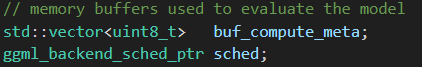 // memory buffers used to evaluate the model
std::vector<uint8_t>   buf_compute_meta;
ggml_backend_sched_ptr sched;